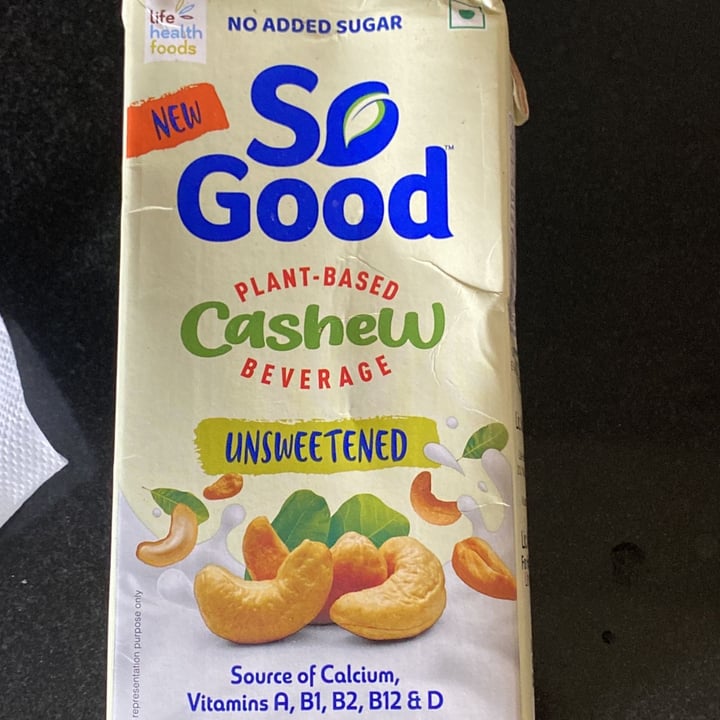 life
health
foods
NO ADDED SUGAR
NEW
So
Good™
PLANT-BASED
Cashew
BEVERAGE
UNSWEETENED
representation purpose only
Source of Calcium,
Vitamins A, B1, B2, B12 & D